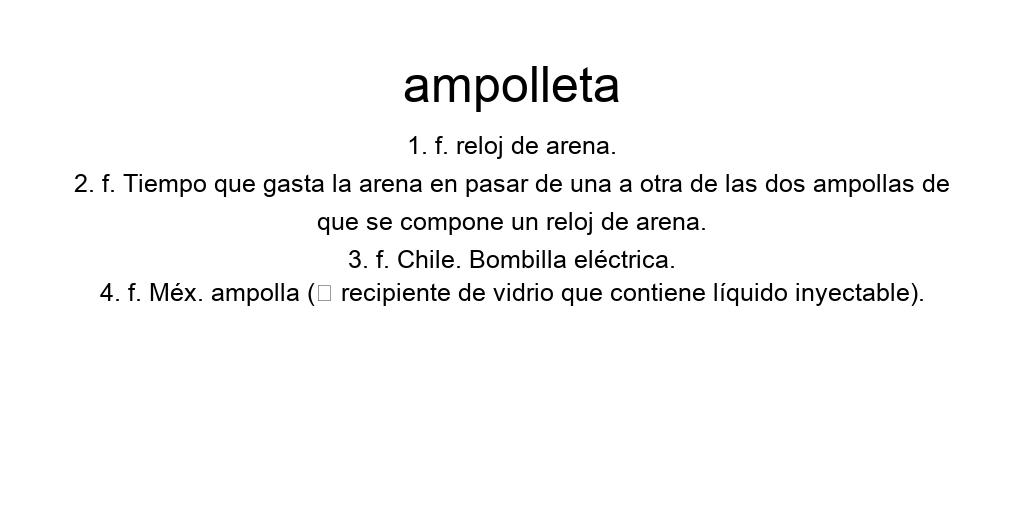 ampolleta
1. f. reloj de arena.
2. f. Tiempo que gasta la arena en pasar de una a otra de las dos ampollas de
que se compone un reloj de arena.
3. f. Chile. Bombilla eléctrica.
4. f. Méx. ampolla (□ recipiente de vidrio que contiene líquido inyectable).